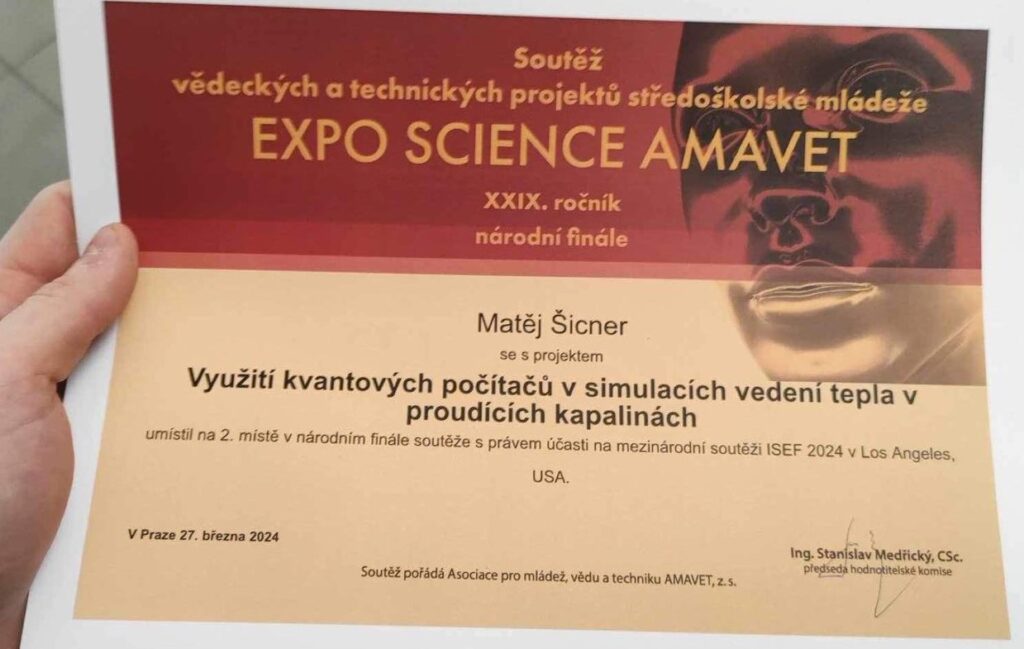 Soutěž
vědeckých a technických projektů středoškolské mládeže
EXPO SCIENCE AMAVET
XXIX. ročník
národní finále
Matěj Šicner
se s projektem
Využití kvantových počítačů v simulacích vedení tepla v
proudících kapalinách
umístil na 2. místě v národním finále soutěže s právem účasti na mezinárodní soutěži ISEF 2024 v Los Angeles,
USA.
V Praze 27. března 2024
Ing. Stanislav Medřický, CSc.
předseda hodnotitelské komise
Soutěž pořádá Asociace pro mládež, vědu a techniku AMAVET, z. s.